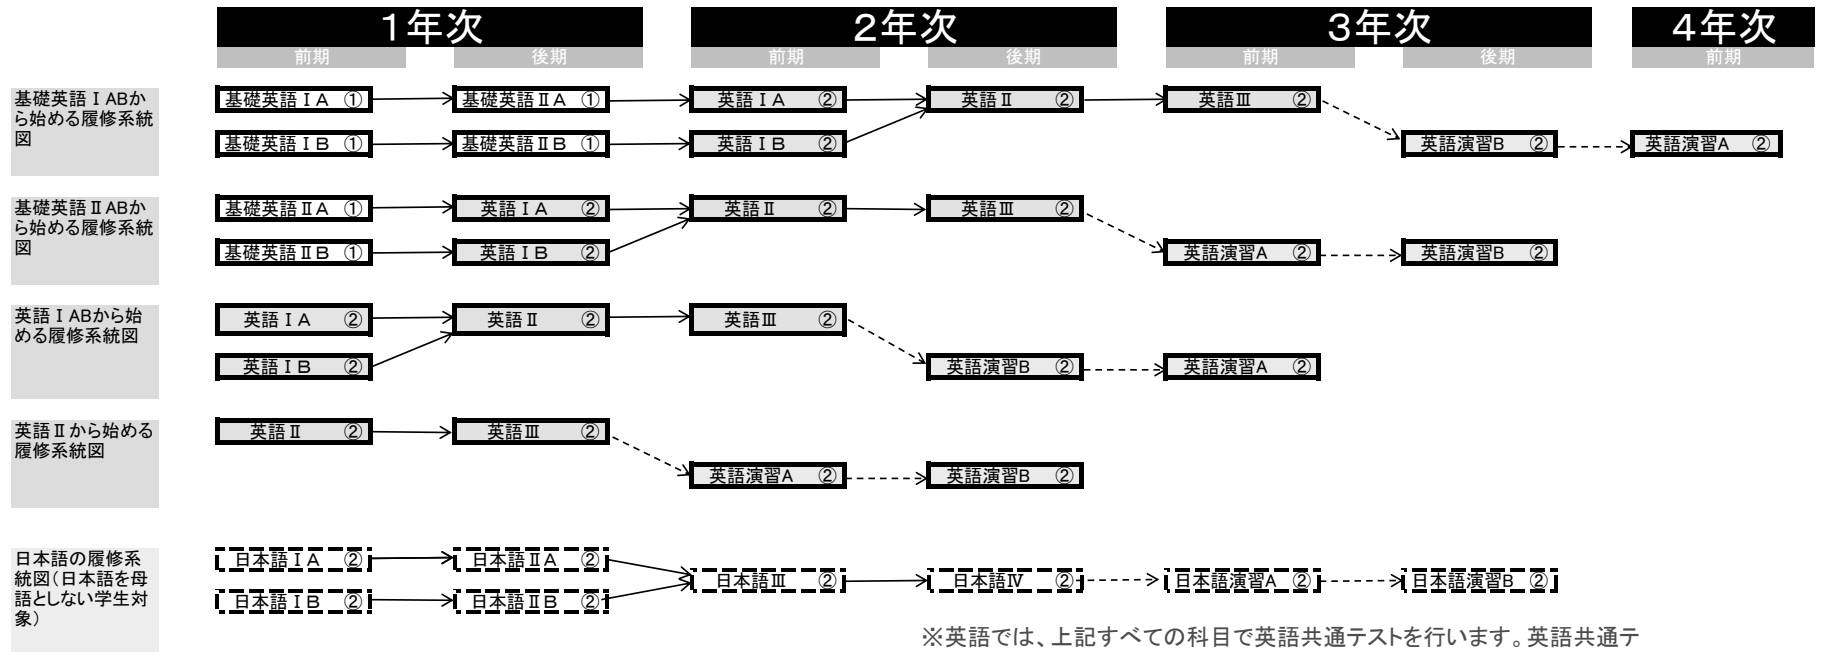 １年次 ２年次 ３年次 ４年次
前期 後期 前期 後期 前期 後期 前期
基礎英語ⅠABか
ら始める履修系統
図
基礎英語ⅠA ① 基礎英語ⅡA ① 英語ⅠA ② 英語Ⅱ ② 英語Ⅲ ②
基礎英語ⅠB ① 基礎英語ⅡB ① 英語ⅠB ② 英語演習B ② 英語演習A ②
基礎英語ⅡABか
ら始める履修系統
図
基礎英語ⅡA ① 英語ⅠA ② 英語Ⅱ ② 英語Ⅲ ②
基礎英語ⅡB ① 英語ⅠB ② 英語演習A ② 英語演習B ②
英語ⅠABから始
める履修系統図
英語ⅠA ② 英語Ⅱ ② 英語Ⅲ ②
英語ⅠB ② 英語演習B ② 英語演習A ②
英語Ⅱから始める
履修系統図
英語Ⅱ ② 英語Ⅲ ②
英語演習A ② 英語演習B ②
日本語の履修系
統図（日本語を母
語としない学生対
象）
日本語ⅠA ② 日本語ⅡA ②
日本語Ⅲ ② 日本語Ⅳ ② 日本語演習A ② 日本語演習B ②
日本語ⅠB ② 日本語ⅡB ②
※英語では、上記すべての科目で英語共通テストを行います。英語共通テ